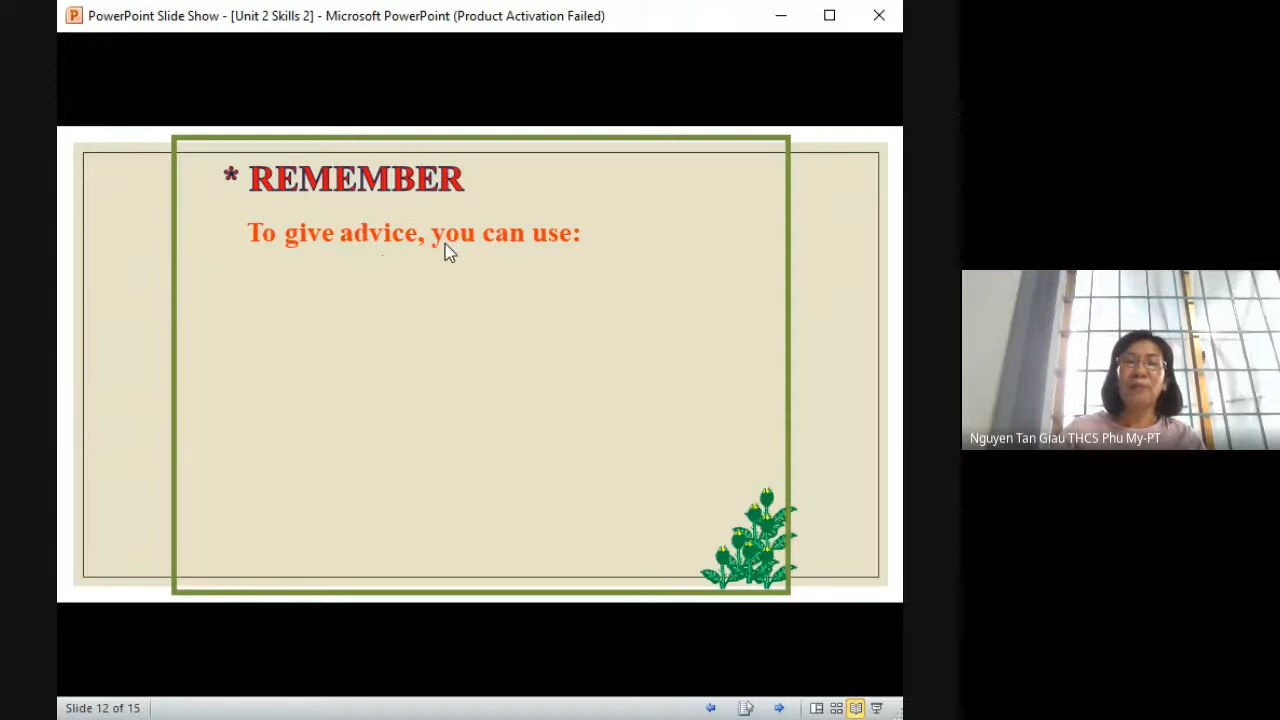 PowerPoint Slide Show - [Unit 2 Skills 2] - Microsoft PowerPoint (Product Activation Failed)
* REMEMBER
To give advice, you can use:
Nguyen Tan Giau THCS Phu My-PT
Slide 12 of 15